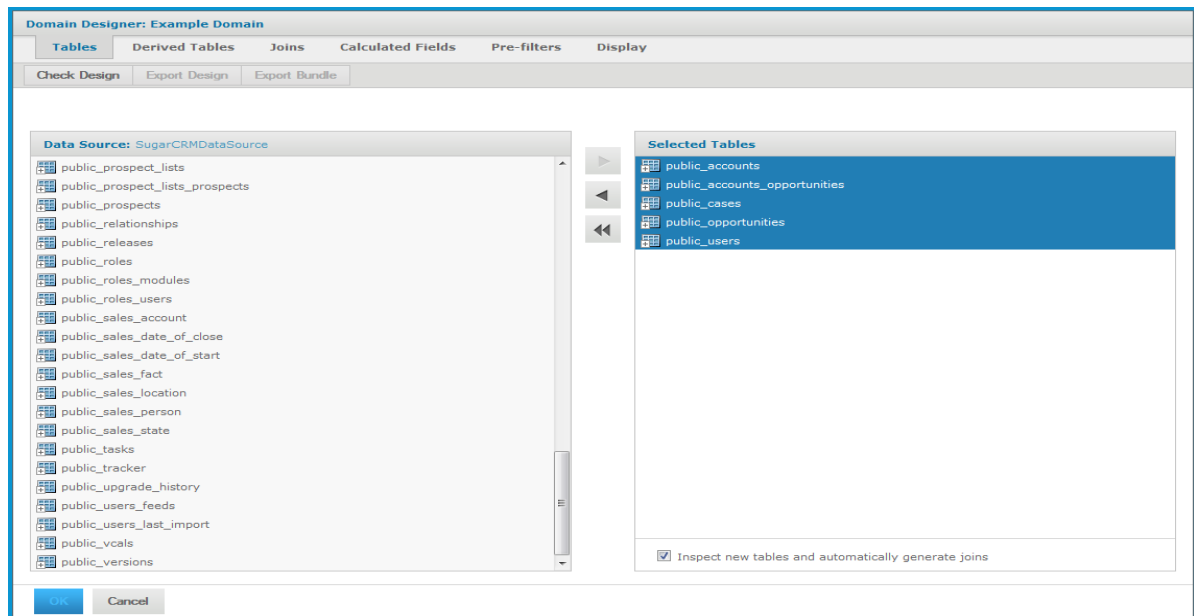 Domain Designer: Example Domain
Tables Derived Tables Joins Calculated Fields Pre-filters Display
Check Design Export Design Export Bundle
Data Source: SugarCRMDataSource
public_prospect_lists
public_prospect_lists_prospects
public_prospects
public_relationships
public_releases
public_roles
public_roles_modules
public_roles_users
public_sales_account
public_sales_date_of_close
public_sales_date_of_start
public_sales_fact
public_sales_location
public_sales_person
public_sales_state
public_tasks
public_tracker
public_upgrade_history
public_users_feeds
public_users_last_import
public_vcals
public_versions
Selected Tables
public_accounts
public_accounts_opportunities
public_cases
public_opportunities
public_users
Inspect new tables and automatically generate joins
OK Cancel